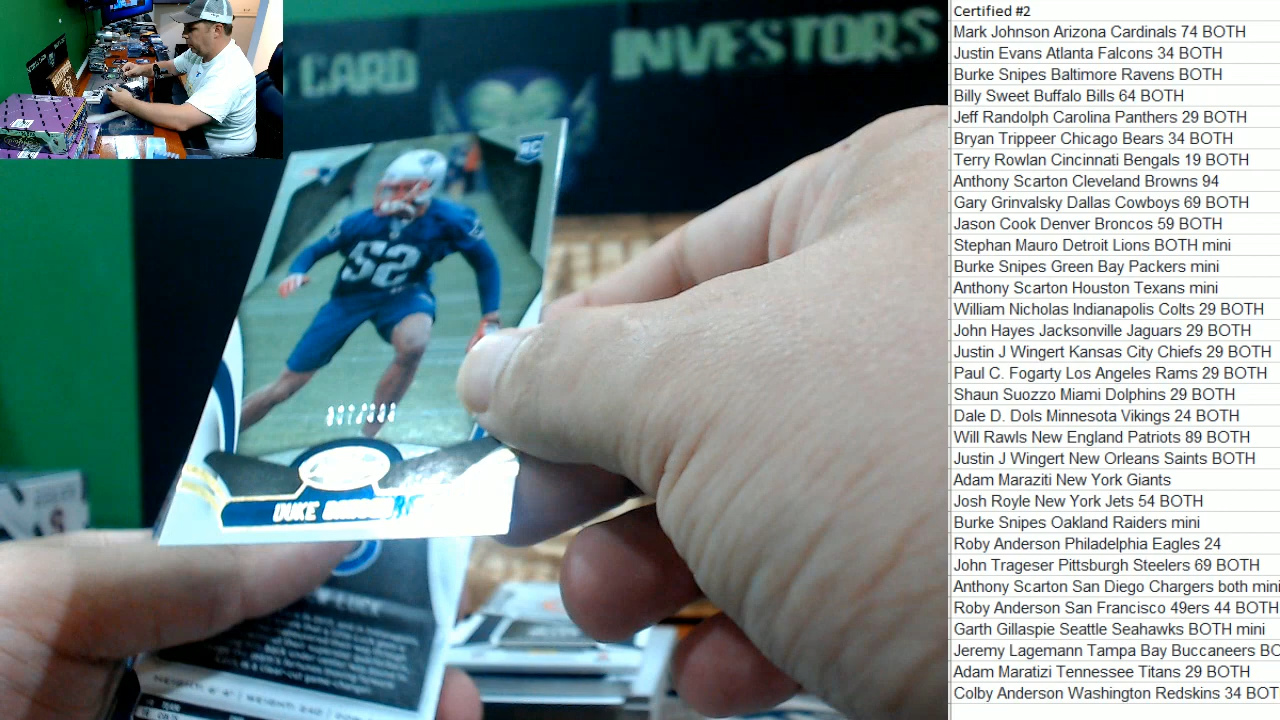 CARD INVESTORS
RC
52
DUKE
LUCK
Certified #2
Mark Johnson Arizona Cardinals 74 BOTH
Justin Evans Atlanta Falcons 34 BOTH
Burke Snipes Baltimore Ravens BOTH
Billy Sweet Buffalo Bills 64 BOTH
Jeff Randolph Carolina Panthers 29 BOTH
Bryan Trippeer Chicago Bears 34 BOTH
Terry Rowlan Cincinnati Bengals 19 BOTH
Anthony Scarton Cleveland Browns 94
Gary Grinvalsky Dallas Cowboys 69 BOTH
Jason Cook Denver Broncos 59 BOTH
Stephan Mauro Detroit Lions BOTH mini
Burke Snipes Green Bay Packers mini
Anthony Scarton Houston Texans mini
William Nicholas Indianapolis Colts 29 BOTH
John Hayes Jacksonville Jaguars 29 BOTH
Justin J Wingert Kansas City Chiefs 29 BOTH
Paul C. Fogarty Los Angeles Rams 29 BOTH
Shaun Suozzo Miami Dolphins 29 BOTH
Dale D. Dols Minnesota Vikings 24 BOTH
Will Rawls New England Patriots 89 BOTH
Justin J Wingert New Orleans Saints BOTH
Adam Maraziti New York Giants
Josh Royle New York Jets 54 BOTH
Burke Snipes Oakland Raiders mini
Roby Anderson Philadelphia Eagles 24
John Trageser Pittsburgh Steelers 69 BOTH
Anthony Scarton San Diego Chargers both mini
Roby Anderson San Francisco 49ers 44 BOTH
Garth Gillaspie Seattle Seahawks BOTH mini
Jeremy Lagemann Tampa Bay Buccaneers BO
Adam Maratizi Tennessee Titans 29 BOTH
Colby Anderson Washington Redskins 34 BOT